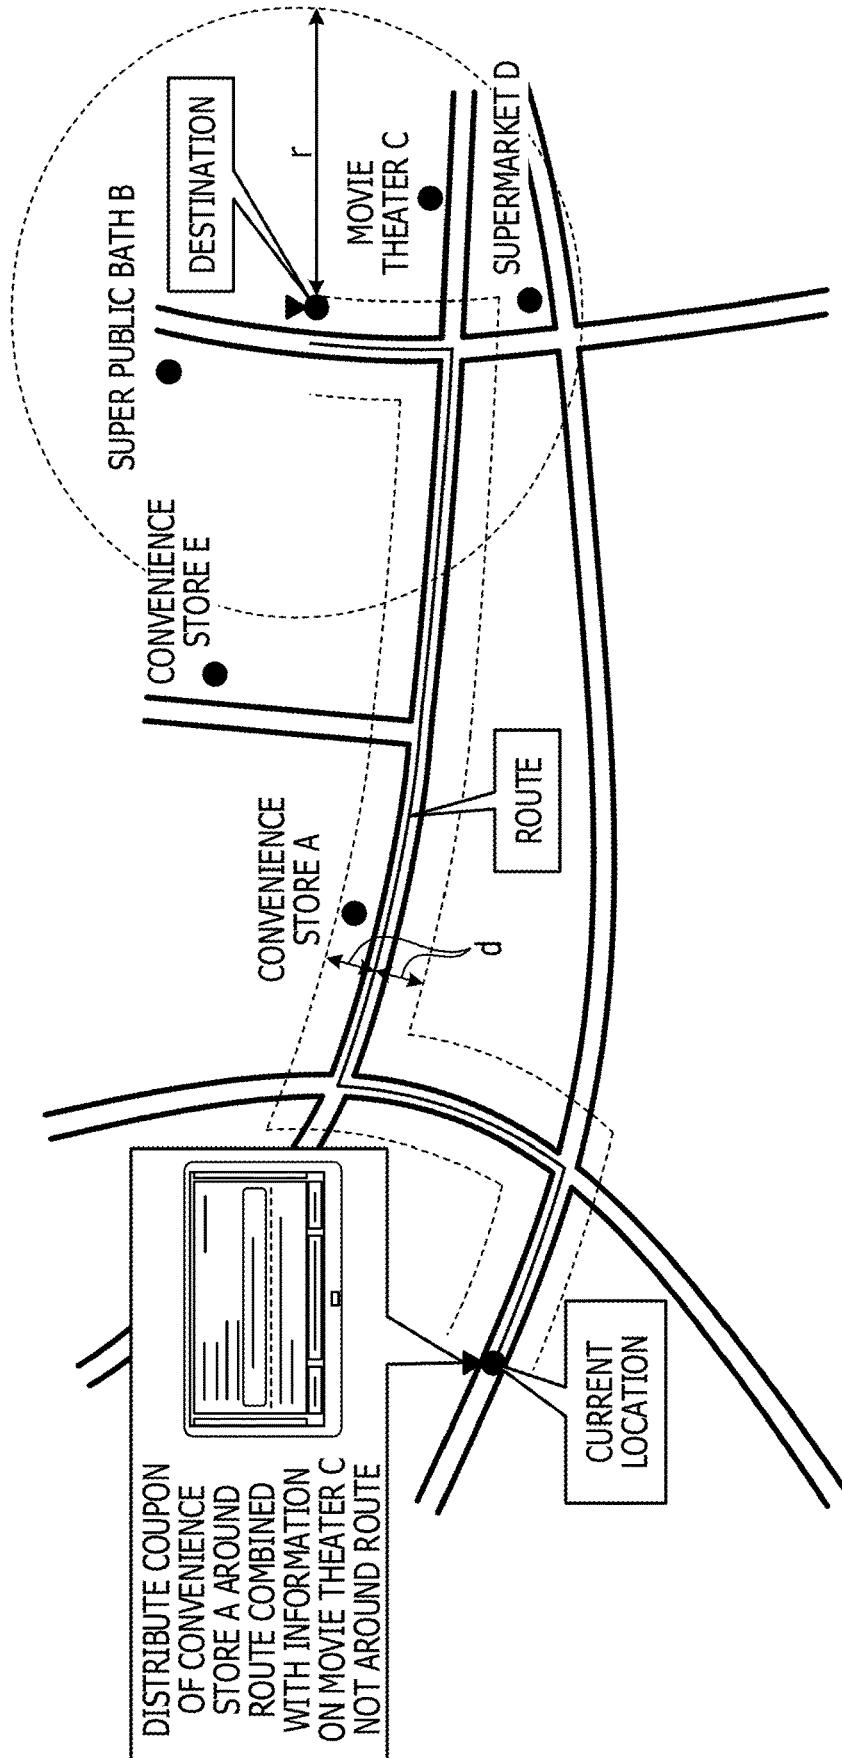 DISTRIBUTE COUPON
OF CONVENIENCE
STORE A AROUND
ROUTE COMBINED
WITH INFORMATION
ON MOVIE THEATER C
NOT AROUND ROUTE
CURRENT
LOCATION
CONVENIENCE
STORE A
d
ROUTE
CONVENIENCE
STORE E
SUPER PUBLIC BATH B
DESTINATION
r
MOVIE
THEATER C
SUPERMARKET D